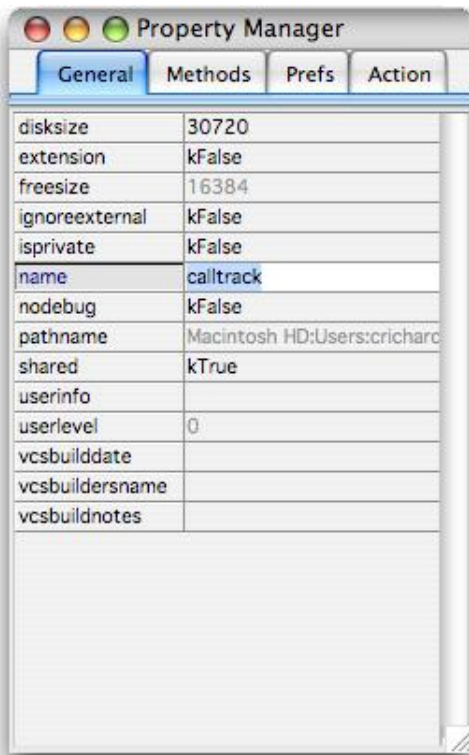 Property Manager
General Methods Prefs Action
disksize 30720
extension kFalse
freesize 16384
ignoreexternal kFalse
isprivate kFalse
name calltrack
nodebug kFalse
pathname Macintosh HD:Users:cricharc
shared kTrue
userinfo
userlevel 0
vcsbuilddate
vcsbuildersname
vcsbuildnotes